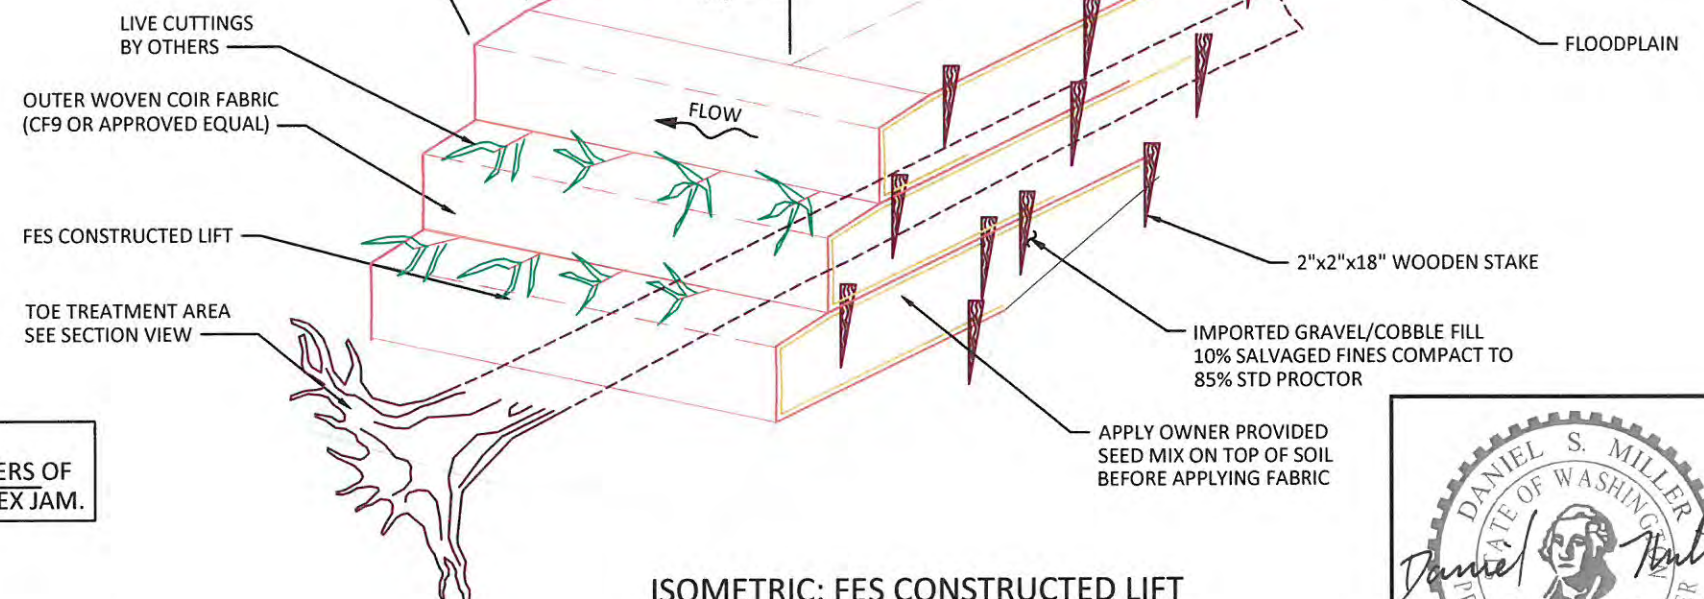 LIVE CUTTINGS
BY OTHERS
OUTER WOVEN COIR FABRIC
(CF9 OR APPROVED EQUAL)
FES CONSTRUCTED LIFT
TOE TREATMENT AREA
SEE SECTION VIEW
ERS OF
EX JAM.
FLOW
FLOODPLAIN
2"x2"x18" WOODEN STAKE
IMPORTED GRAVEL/COBBLE FILL
10% SALVAGED FINES COMPACT TO
85% STD PROCTOR
APPLY OWNER PROVIDED
SEED MIX ON TOP OF SOIL
BEFORE APPLYING FABRIC
ISOMETRIC: FES CONSTRUCTED LIFT
DANIEL S. MILLER
STATE OF WASHINGTON
Daniel